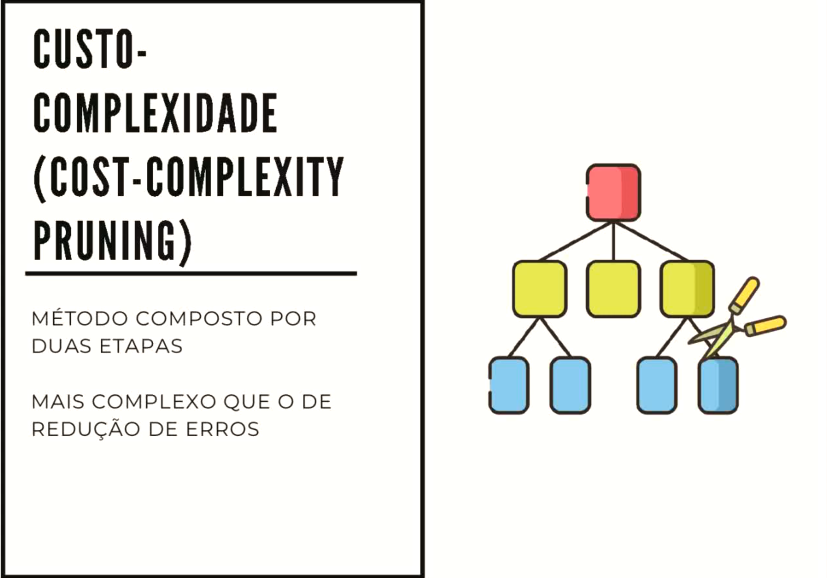 CUSTO-
COMPLEXIDADE
(COST-COMPLEXITY
PRUNING)
MÉTODO COMPOSTO POR
DUAS ETAPAS
MAIS COMPLEXO QUE O DE
REDUÇÃO DE ERROS